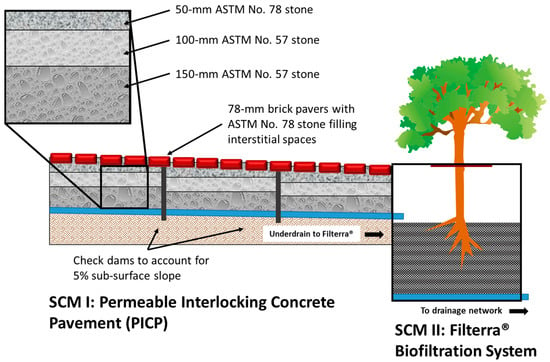 50-mm ASTM No. 78 stone
100-mm ASTM No. 57 stone
150-mm ASTM No. 57 stone
78-mm brick pavers with
ASTM No. 78 stone filling
interstitial spaces
Underdrain to Filterra®
Check dams to account for
5% sub-surface slope
SCM I: Permeable Interlocking Concrete
Pavement (PICP)
To drainage network
SCM II: Filterra®
Biofiltration System